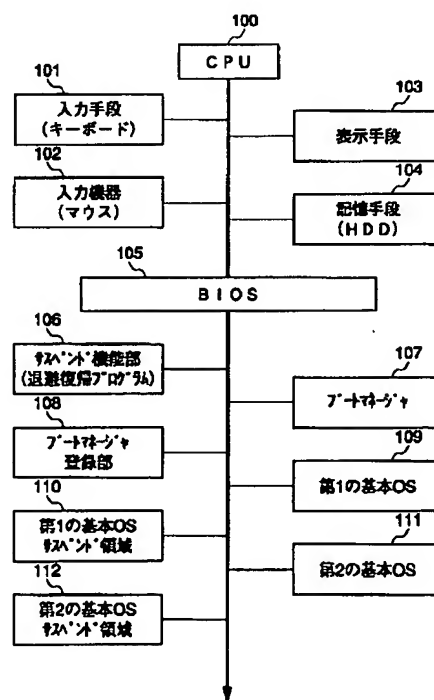 100
CPU
101
入力手段
(キーボード)
103
表示手段
102
入力機器
(マウス)
104
記憶手段
(HDD)
105
BIOS
106
ｻｽﾍﾟﾝﾄﾞ機能部
(退避復帰ﾌﾟﾛｸﾞﾗﾑ)
107
ﾌﾞｰﾄﾏﾈｰｼﾞｬ
108
ﾌﾞｰﾄﾏﾈｰｼﾞｬ
登録部
109
第1の基本OS
110
第1の基本OS
ｻｽﾍﾟﾝﾄﾞ領域
111
第2の基本OS
112
第2の基本OS
ｻｽﾍﾟﾝﾄﾞ領域